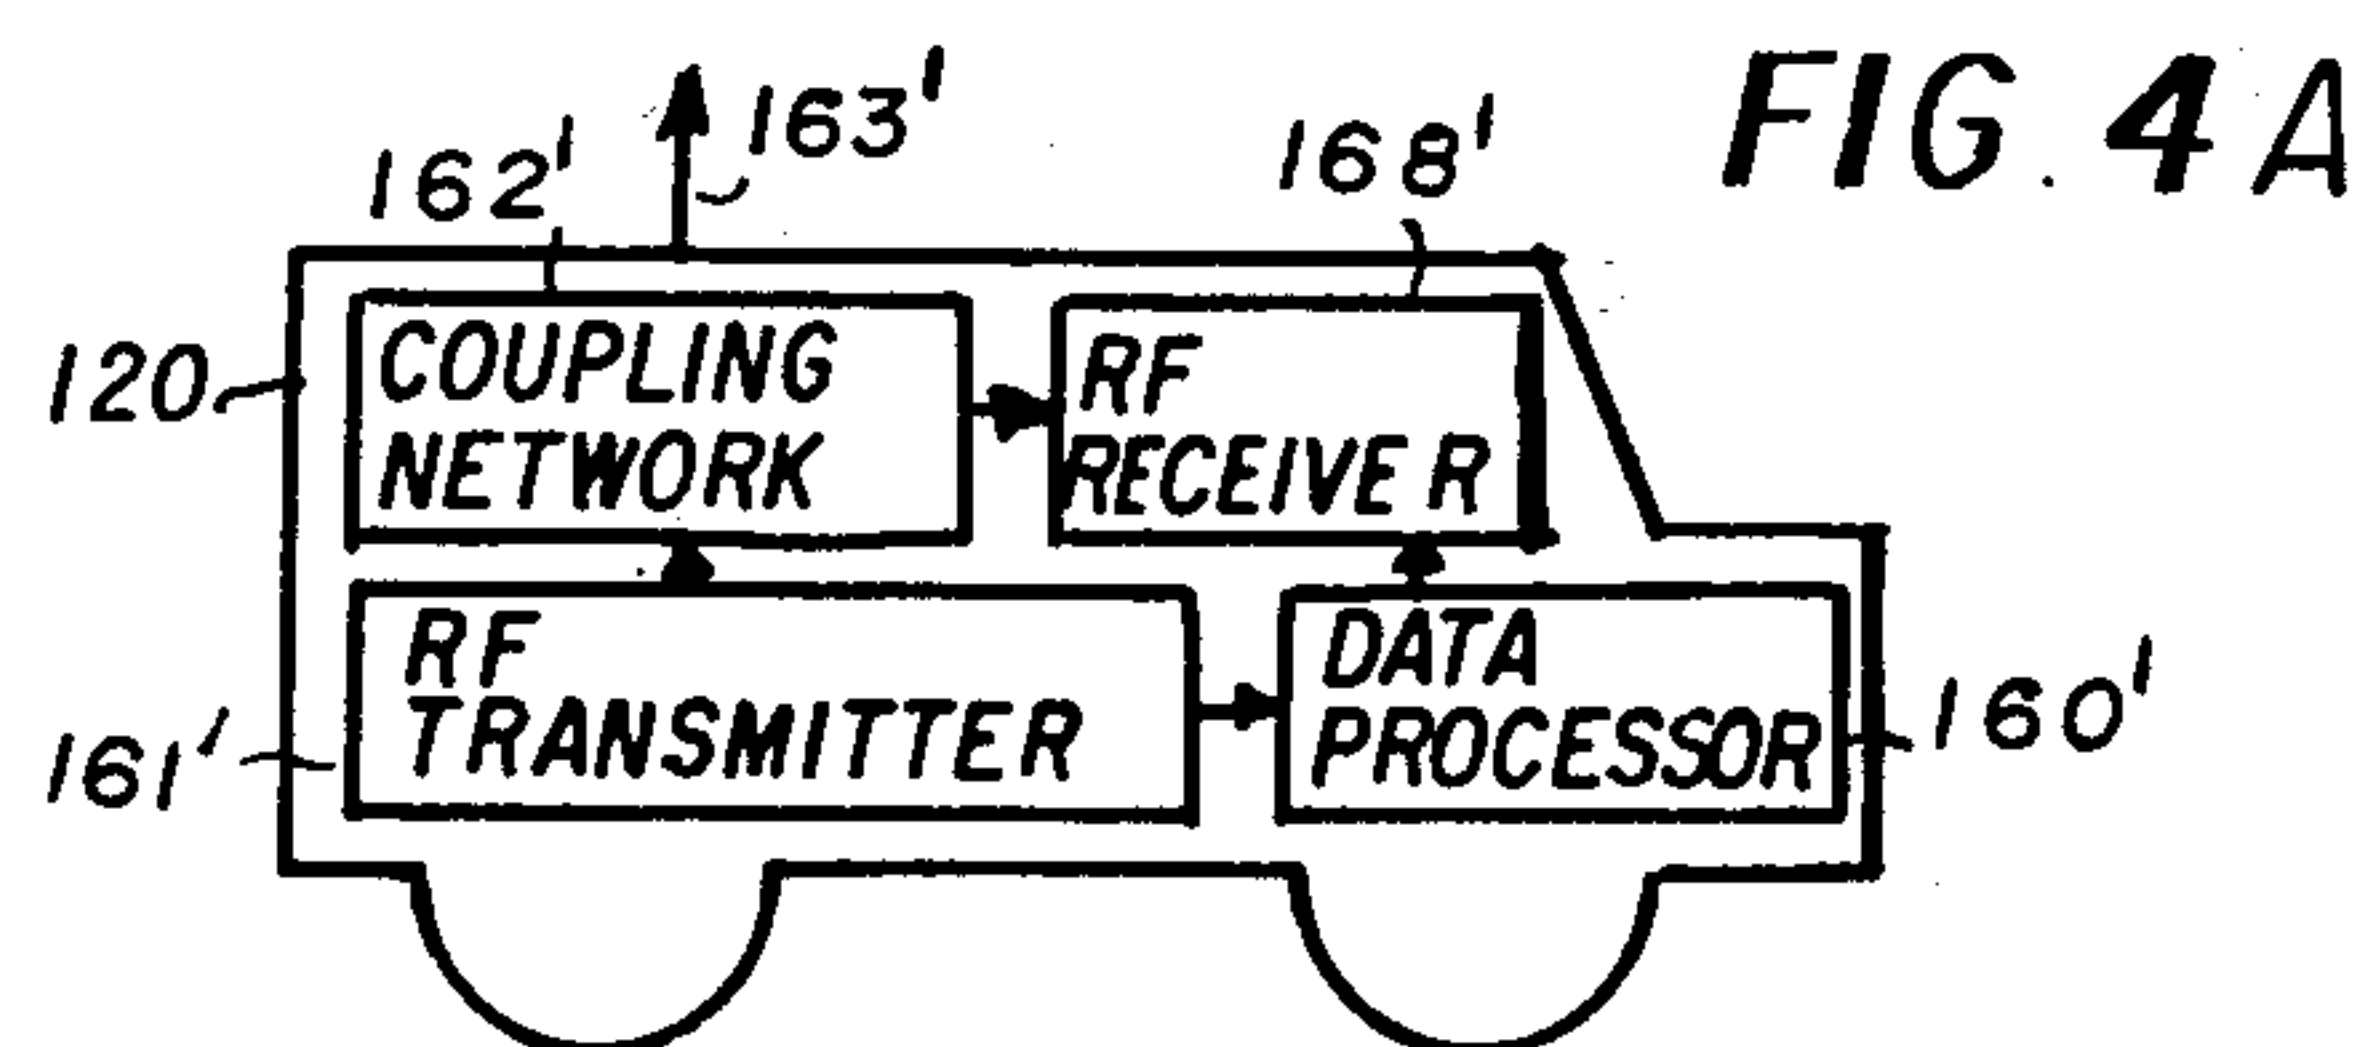 FIG. 4A
163'
162'
168'
120
COUPLING
NETWORK
RF
RECEIVER
RF
TRANSMITTER
DATA
PROCESSOR
161'
160'